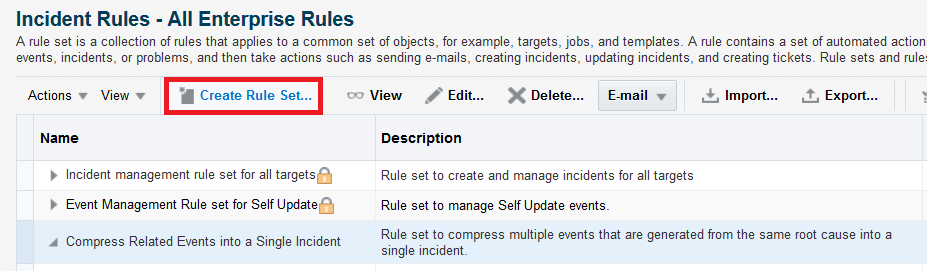 Incident Rules - All Enterprise Rules
A rule set is a collection of rules that applies to a common set of objects, for example, targets, jobs, and templates. A rule contains a set of automated action
events, incidents, or problems, and then take actions such as sending e-mails, creating incidents, updating incidents, and creating tickets. Rule sets and rules
Actions View Create Rule Set... View Edit... Delete... E-mail Import... Export...
Name Description
Incident management rule set for all targets Rule set to create and manage incidents for all targets
Event Management Rule set for Self Update Rule set to manage Self Update events.
Compress Related Events into a Single Incident Rule set to compress multiple events that are generated from the same root cause into a
single incident.